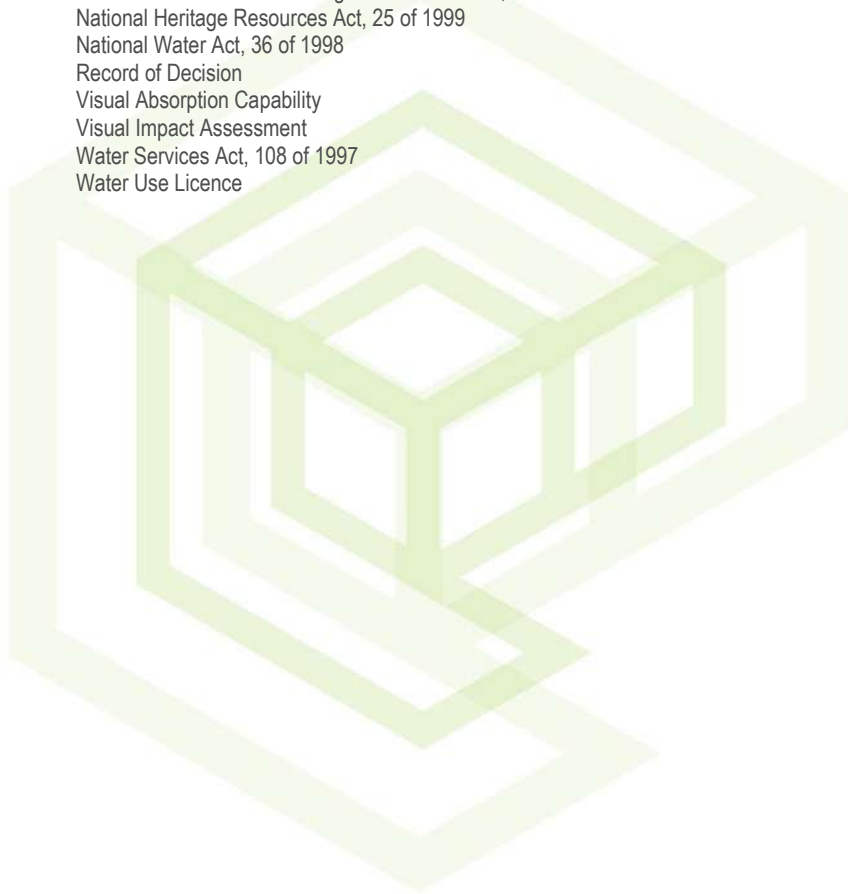 National Heritage Resources Act, 25 of 1999
National Water Act, 36 of 1998
Record of Decision
Visual Absorption Capability
Visual Impact Assessment
Water Services Act, 108 of 1997
Water Use Licence